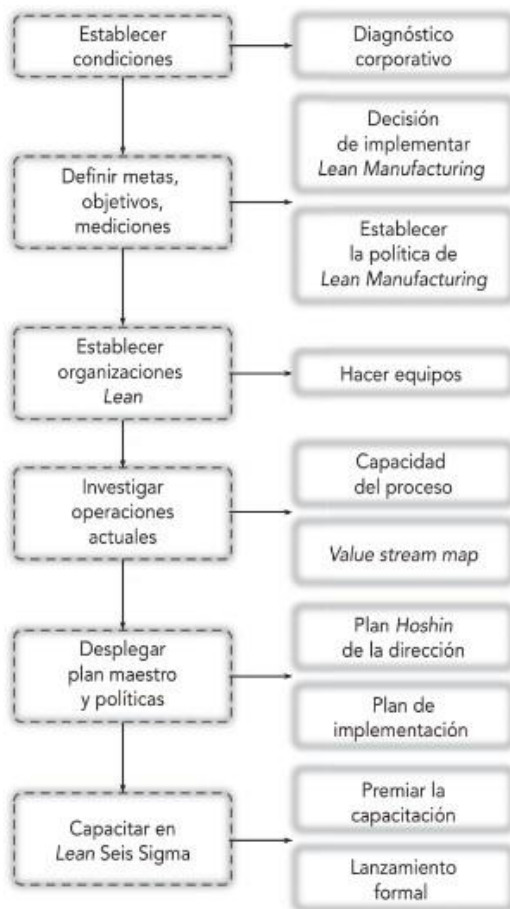 Establecer
condiciones
Diagnóstico
corporativo
Decisión
de implementar
Lean Manufacturing
Definir metas,
objetivos,
mediciones
Establecer
la política de
Lean Manufacturing
Establecer
organizaciones
Lean
Hacer equipos
Capacidad
del proceso
Investigar
operaciones
actuales
Value stream map
Plan Hoshin
de la dirección
Desplegar
plan maestro
y políticas
Plan de
implementación
Premiar la
capacitación
Capacitar en
Lean Seis Sigma
Lanzamiento
formal